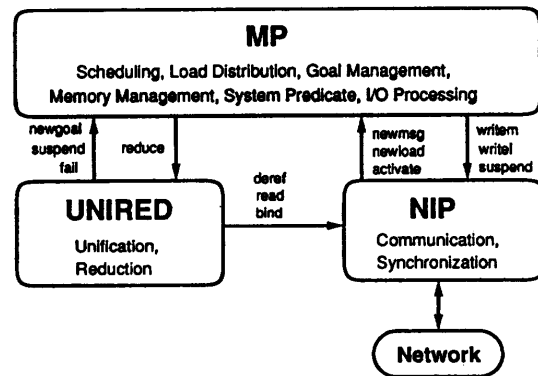 MP
Scheduling, Load Distribution, Goal Management,
Memory Management, System Predicate, I/O Processing
newgoal
suspend
fail
reduce
newmsg
newload
activate
writem
writel
suspend
deref
read
bind
UNIRED
Unification,
Reduction
NIP
Communication,
Synchronization
Network